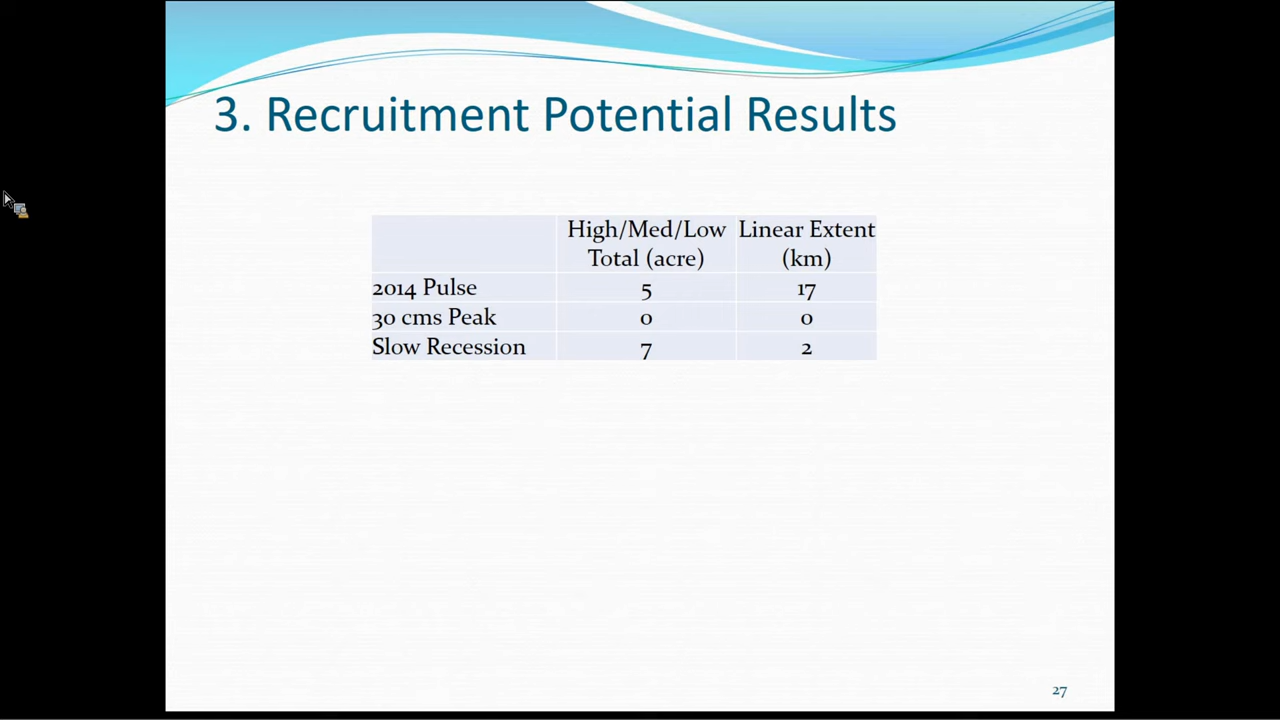 3. Recruitment Potential Results
High/Med/Low Linear Extent
Total (acre) (km)
2014 Pulse 5 17
30 cms Peak 0 0
Slow Recession 7 2
27